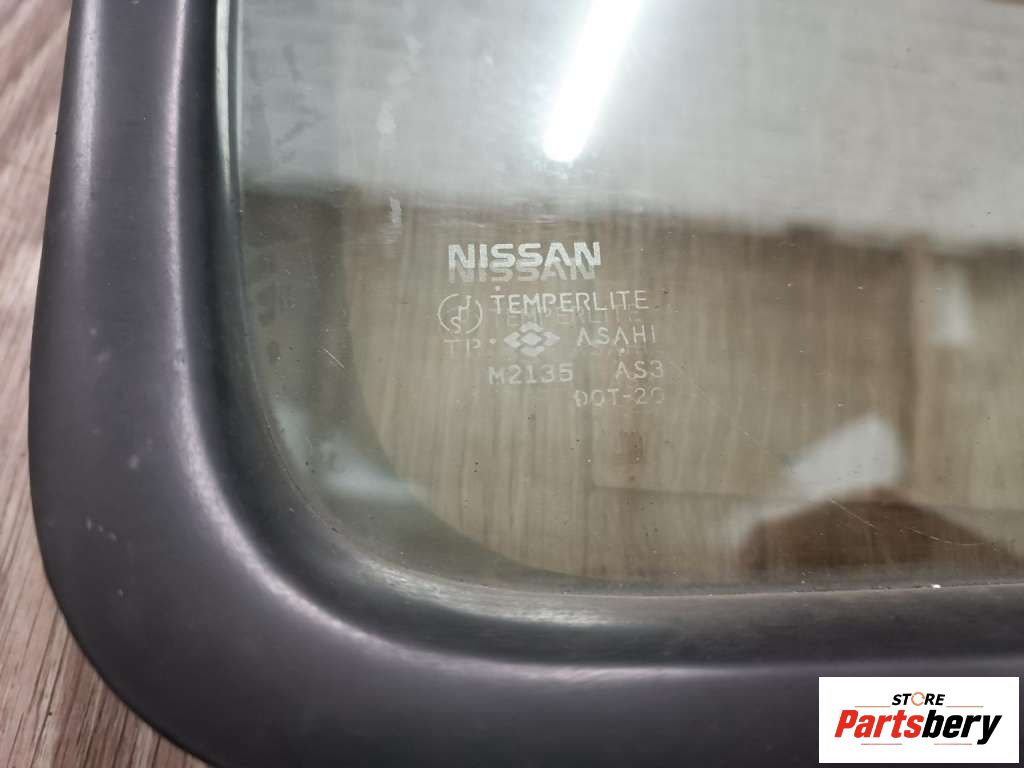 NISSAN
TEMPERLITE
TP ASAHI
M2135 AS3
DOT-20
STORE
Partsbery